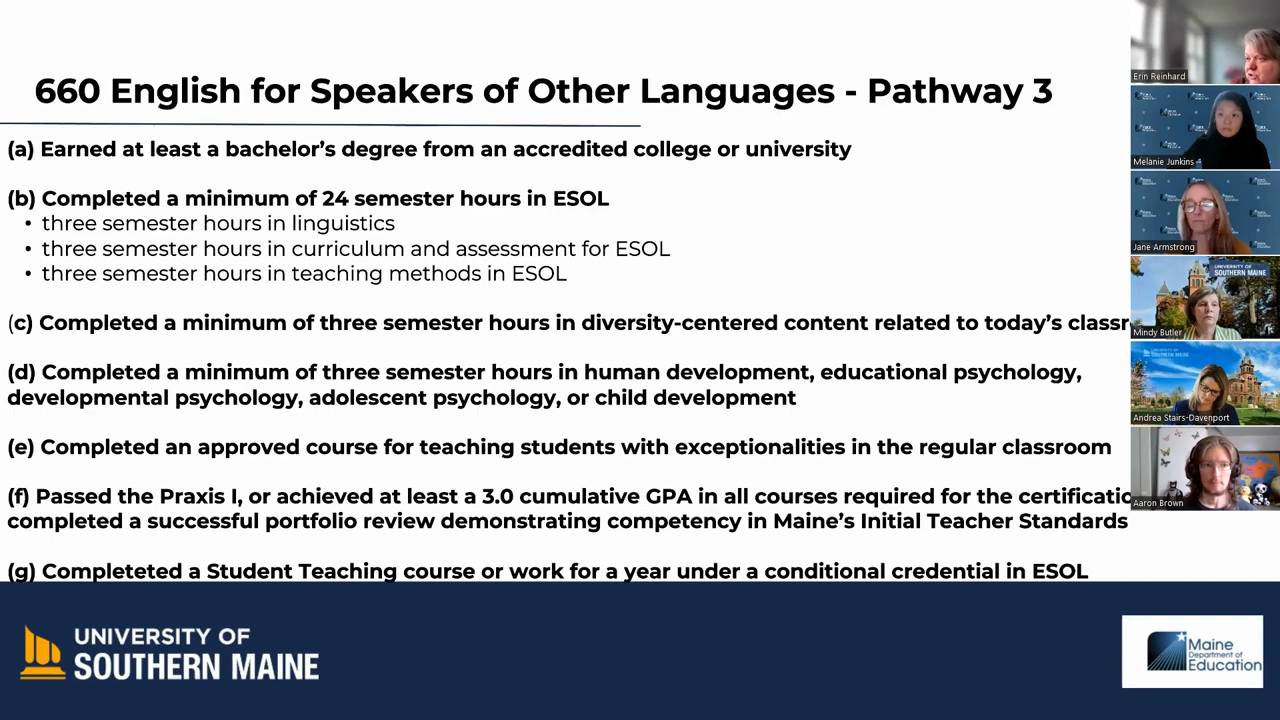 660 English for Speakers of Other Languages - Pathway 3
(a) Earned at least a bachelor’s degree from an accredited college or university
(b) Completed a minimum of 24 semester hours in ESOL
• three semester hours in linguistics
• three semester hours in curriculum and assessment for ESOL
• three semester hours in teaching methods in ESOL
(c) Completed a minimum of three semester hours in diversity-centered content related to today’s classr
(d) Completed a minimum of three semester hours in human development, educational psychology,
developmental psychology, adolescent psychology, or child development
(e) Completed an approved course for teaching students with exceptionalities in the regular classroom
(f) Passed the Praxis I, or achieved at least a 3.0 cumulative GPA in all courses required for the certificatio
completed a successful portfolio review demonstrating competency in Maine’s Initial Teacher Standards
(g) Completeted a Student Teaching course or work for a year under a conditional credential in ESOL
UNIVERSITY OF
SOUTHERN MAINE
Maine
Department of
Education
Erin Reinhard
Melanie Junkins
Jane Armstrong
UNIVERSITY OF
SOUTHERN MAINE
Mindy Butler
UNIVERSITY OF
SOUTHERN MAINE
Andrea Stairs-Davenport
Aaron Brown